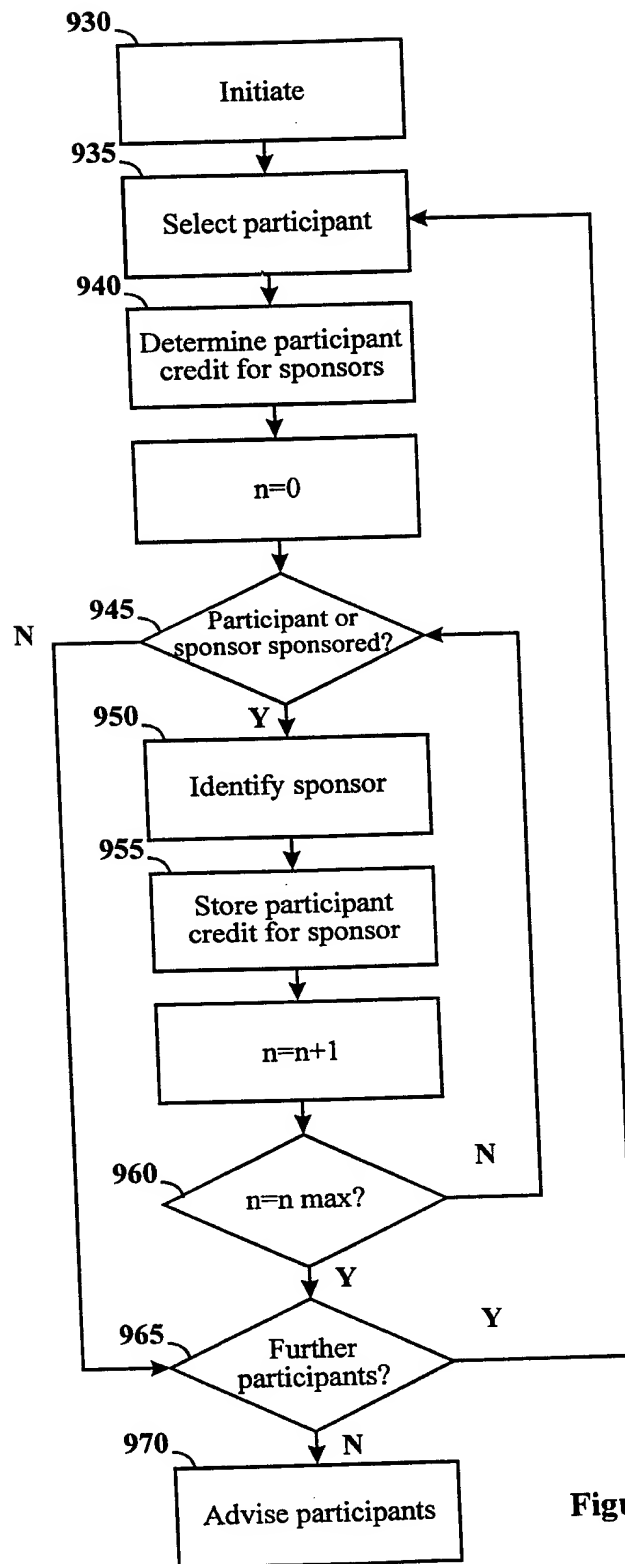 930
Initiate
935
Select participant
940
Determine participant
credit for sponsors
n=0
945
Participant or
sponsor sponsored?
N
Y
950
Identify sponsor
955
Store participant
credit for sponsor
n=n+1
960
n=n max?
N
Y
965
Further
participants?
Y
N
970
Advise participants
Figu